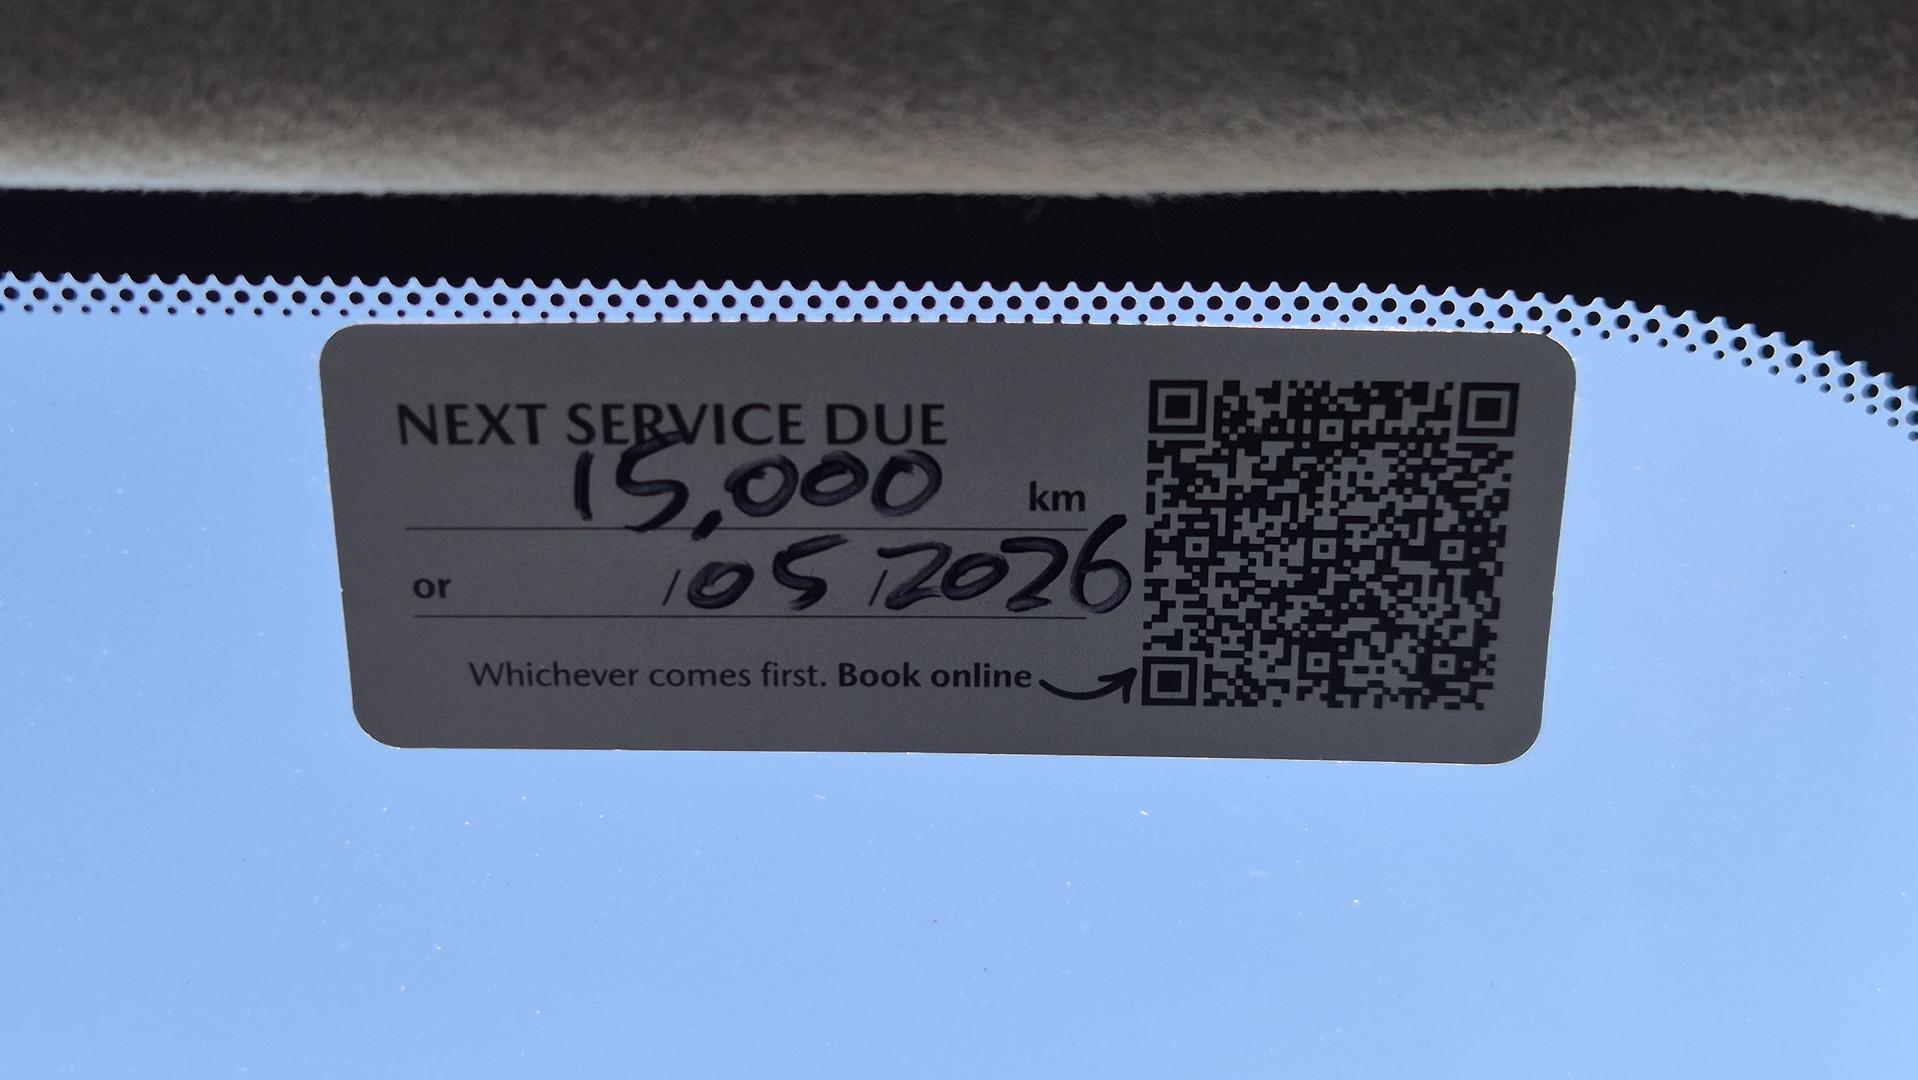 NEXT SERVICE DUE
15,000 km
or /05/2026
Whichever comes first. Book online